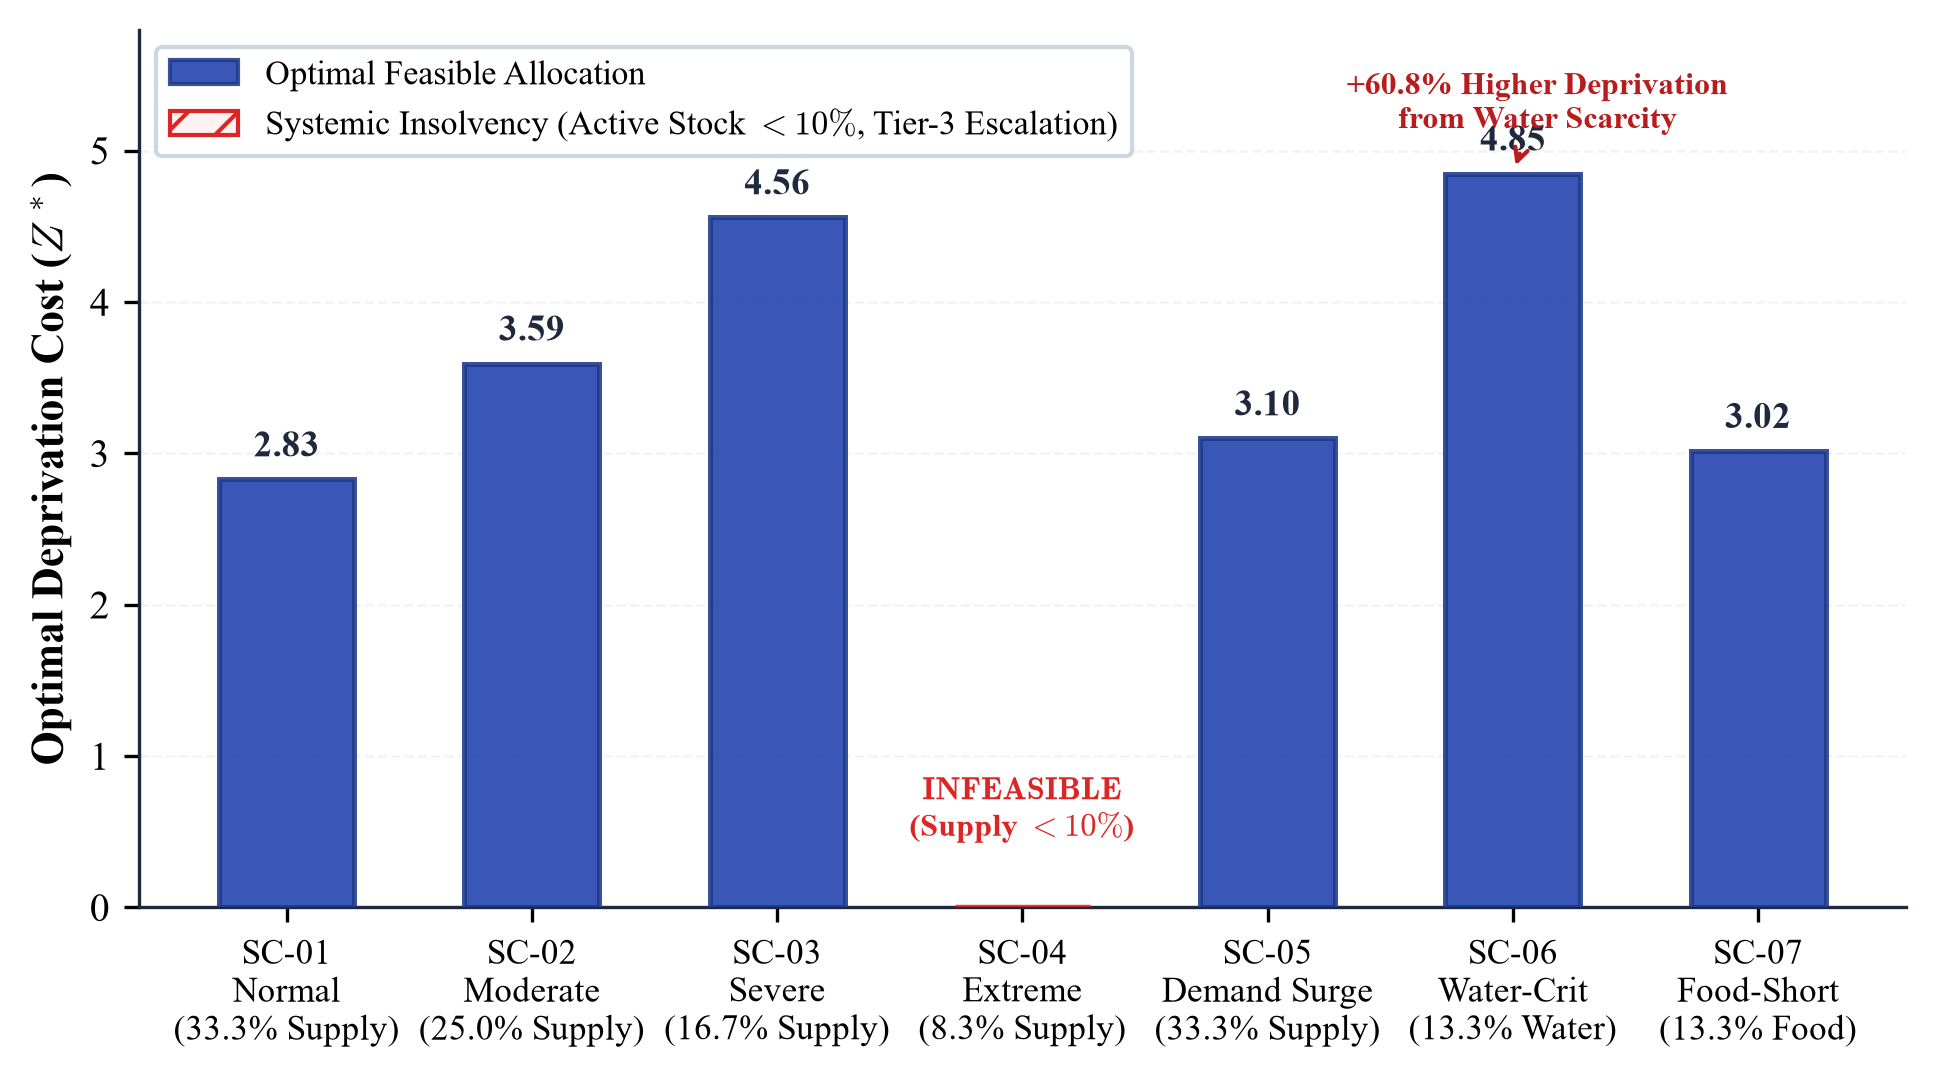 Optimal Feasible Allocation
Systemic Insolvency (Active Stock < 10%, Tier-3 Escalation)
+60.8% Higher Deprivation
from Water Scarcity
Optimal Deprivation Cost (Z*)
5
4
3
2
1
0
2.83
3.59
4.56
INFEASIBLE
(Supply < 10%)
3.10
4.85
3.02
SC-01
Normal
(33.3% Supply)
SC-02
Moderate
(25.0% Supply)
SC-03
Severe
(16.7% Supply)
SC-04
Extreme
(8.3% Supply)
SC-05
Demand Surge
(33.3% Supply)
SC-06
Water-Crit
(13.3% Water)
SC-07
Food-Short
(13.3% Food)